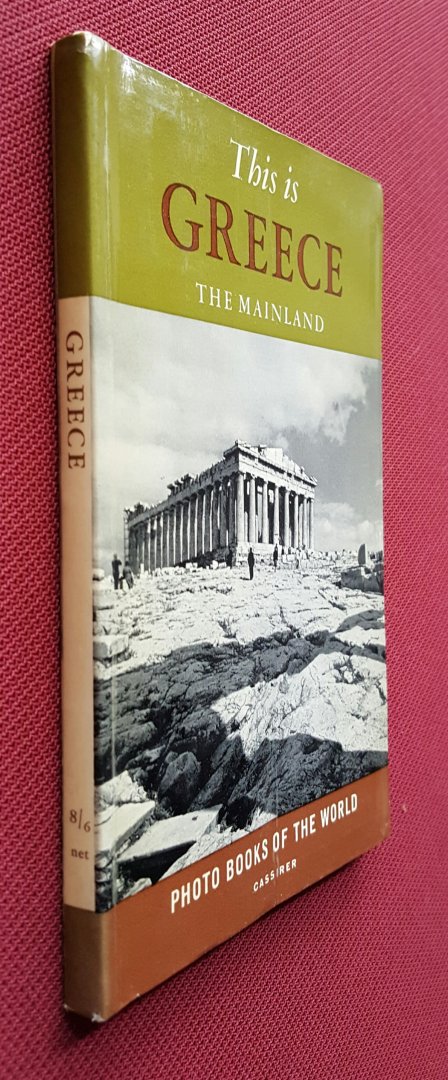 This is
GREECE
THE MAINLAND
PHOTO BOOKS OF THE WORLD
CASSIRER
GREECE
8/6
net